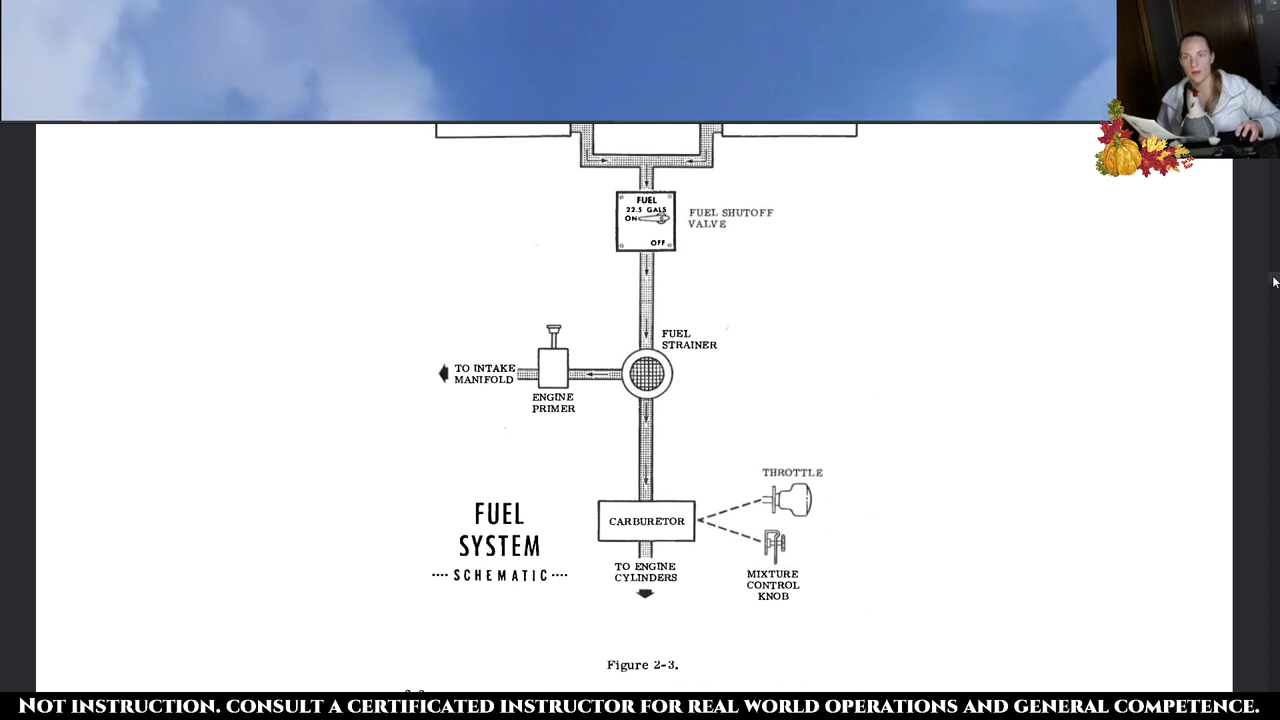 FUEL
22.5 GALS
ON
OFF
FUEL SHUTOFF
VALVE
FUEL
STRAINER
TO INTAKE
MANIFOLD
ENGINE
PRIMER
THROTTLE
CARBURETOR
FUEL
SYSTEM
SCHEMATIC
TO ENGINE
CYLINDERS
MIXTURE
CONTROL
KNOB
Figure 2-3.
NOT INSTRUCTION. CONSULT A CERTIFICATED INSTRUCTOR FOR REAL WORLD OPERATIONS AND GENERAL COMPETENCE.